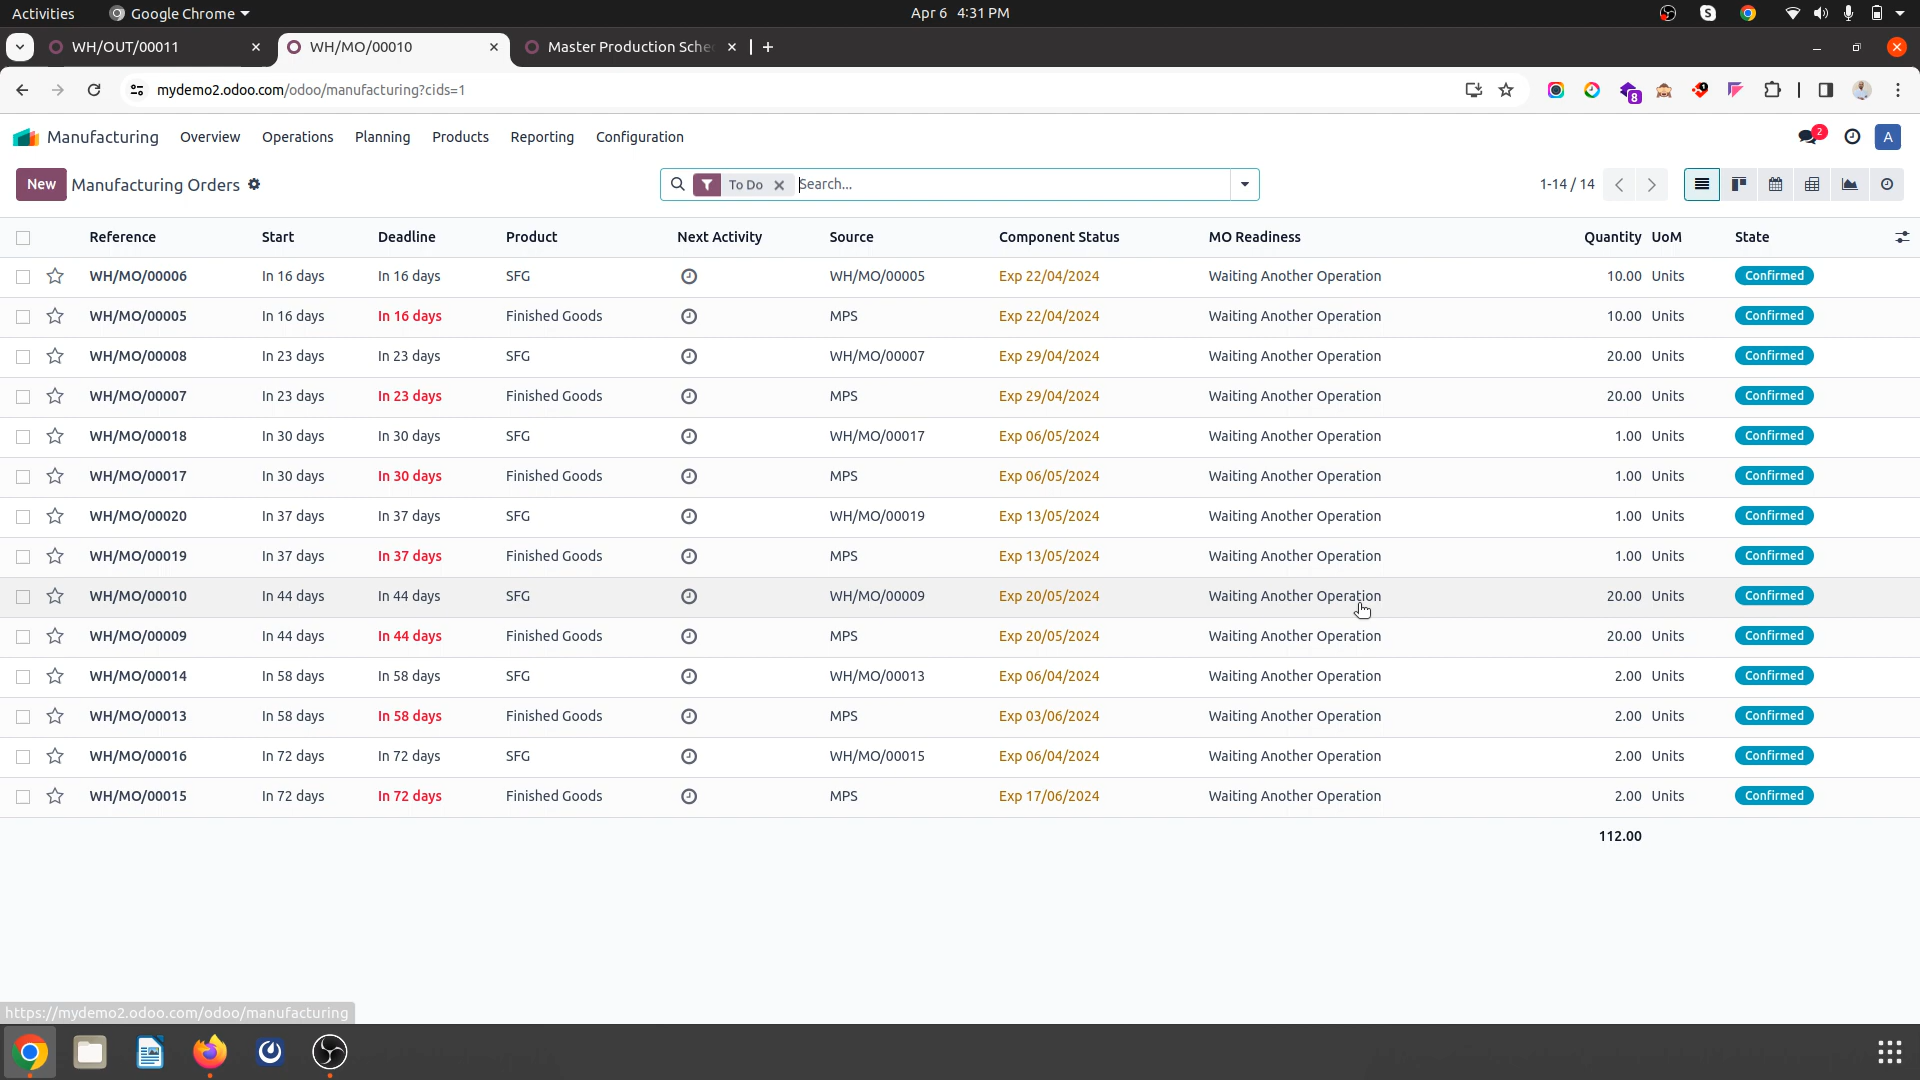 Activities Google Chrome Apr 6 4:31 PM
WH/OUT/00011 WH/MO/00010 Master Production Sche
mydemo2.odoo.com/odoo/manufacturing?cids=1
8
Manufacturing Overview Operations Planning Products Reporting Configuration 2 A
New Manufacturing Orders To Do Search... 1-14 / 14
Reference Start Deadline Product Next Activity Source Component Status MO Readiness Quantity UoM State
WH/MO/00006 In 16 days In 16 days SFG WH/MO/00005 Exp 22/04/2024 Waiting Another Operation 10.00 Units Confirmed
WH/MO/00005 In 16 days In 16 days Finished Goods MPS Exp 22/04/2024 Waiting Another Operation 10.00 Units Confirmed
WH/MO/00008 In 23 days In 23 days SFG WH/MO/00007 Exp 29/04/2024 Waiting Another Operation 20.00 Units Confirmed
WH/MO/00007 In 23 days In 23 days Finished Goods MPS Exp 29/04/2024 Waiting Another Operation 20.00 Units Confirmed
WH/MO/00018 In 30 days In 30 days SFG WH/MO/00017 Exp 06/05/2024 Waiting Another Operation 1.00 Units Confirmed
WH/MO/00017 In 30 days In 30 days Finished Goods MPS Exp 06/05/2024 Waiting Another Operation 1.00 Units Confirmed
WH/MO/00020 In 37 days In 37 days SFG WH/MO/00019 Exp 13/05/2024 Waiting Another Operation 1.00 Units Confirmed
WH/MO/00019 In 37 days In 37 days Finished Goods MPS Exp 13/05/2024 Waiting Another Operation 1.00 Units Confirmed
WH/MO/00010 In 44 days In 44 days SFG WH/MO/00009 Exp 20/05/2024 Waiting Another Operation 20.00 Units Confirmed
WH/MO/00009 In 44 days In 44 days Finished Goods MPS Exp 20/05/2024 Waiting Another Operation 20.00 Units Confirmed
WH/MO/00014 In 58 days In 58 days SFG WH/MO/00013 Exp 06/04/2024 Waiting Another Operation 2.00 Units Confirmed
WH/MO/00013 In 58 days In 58 days Finished Goods MPS Exp 03/06/2024 Waiting Another Operation 2.00 Units Confirmed
WH/MO/00016 In 72 days In 72 days SFG WH/MO/00015 Exp 06/04/2024 Waiting Another Operation 2.00 Units Confirmed
WH/MO/00015 In 72 days In 72 days Finished Goods MPS Exp 17/06/2024 Waiting Another Operation 2.00 Units Confirmed
112.00
https://mydemo2.odoo.com/odoo/manufacturing